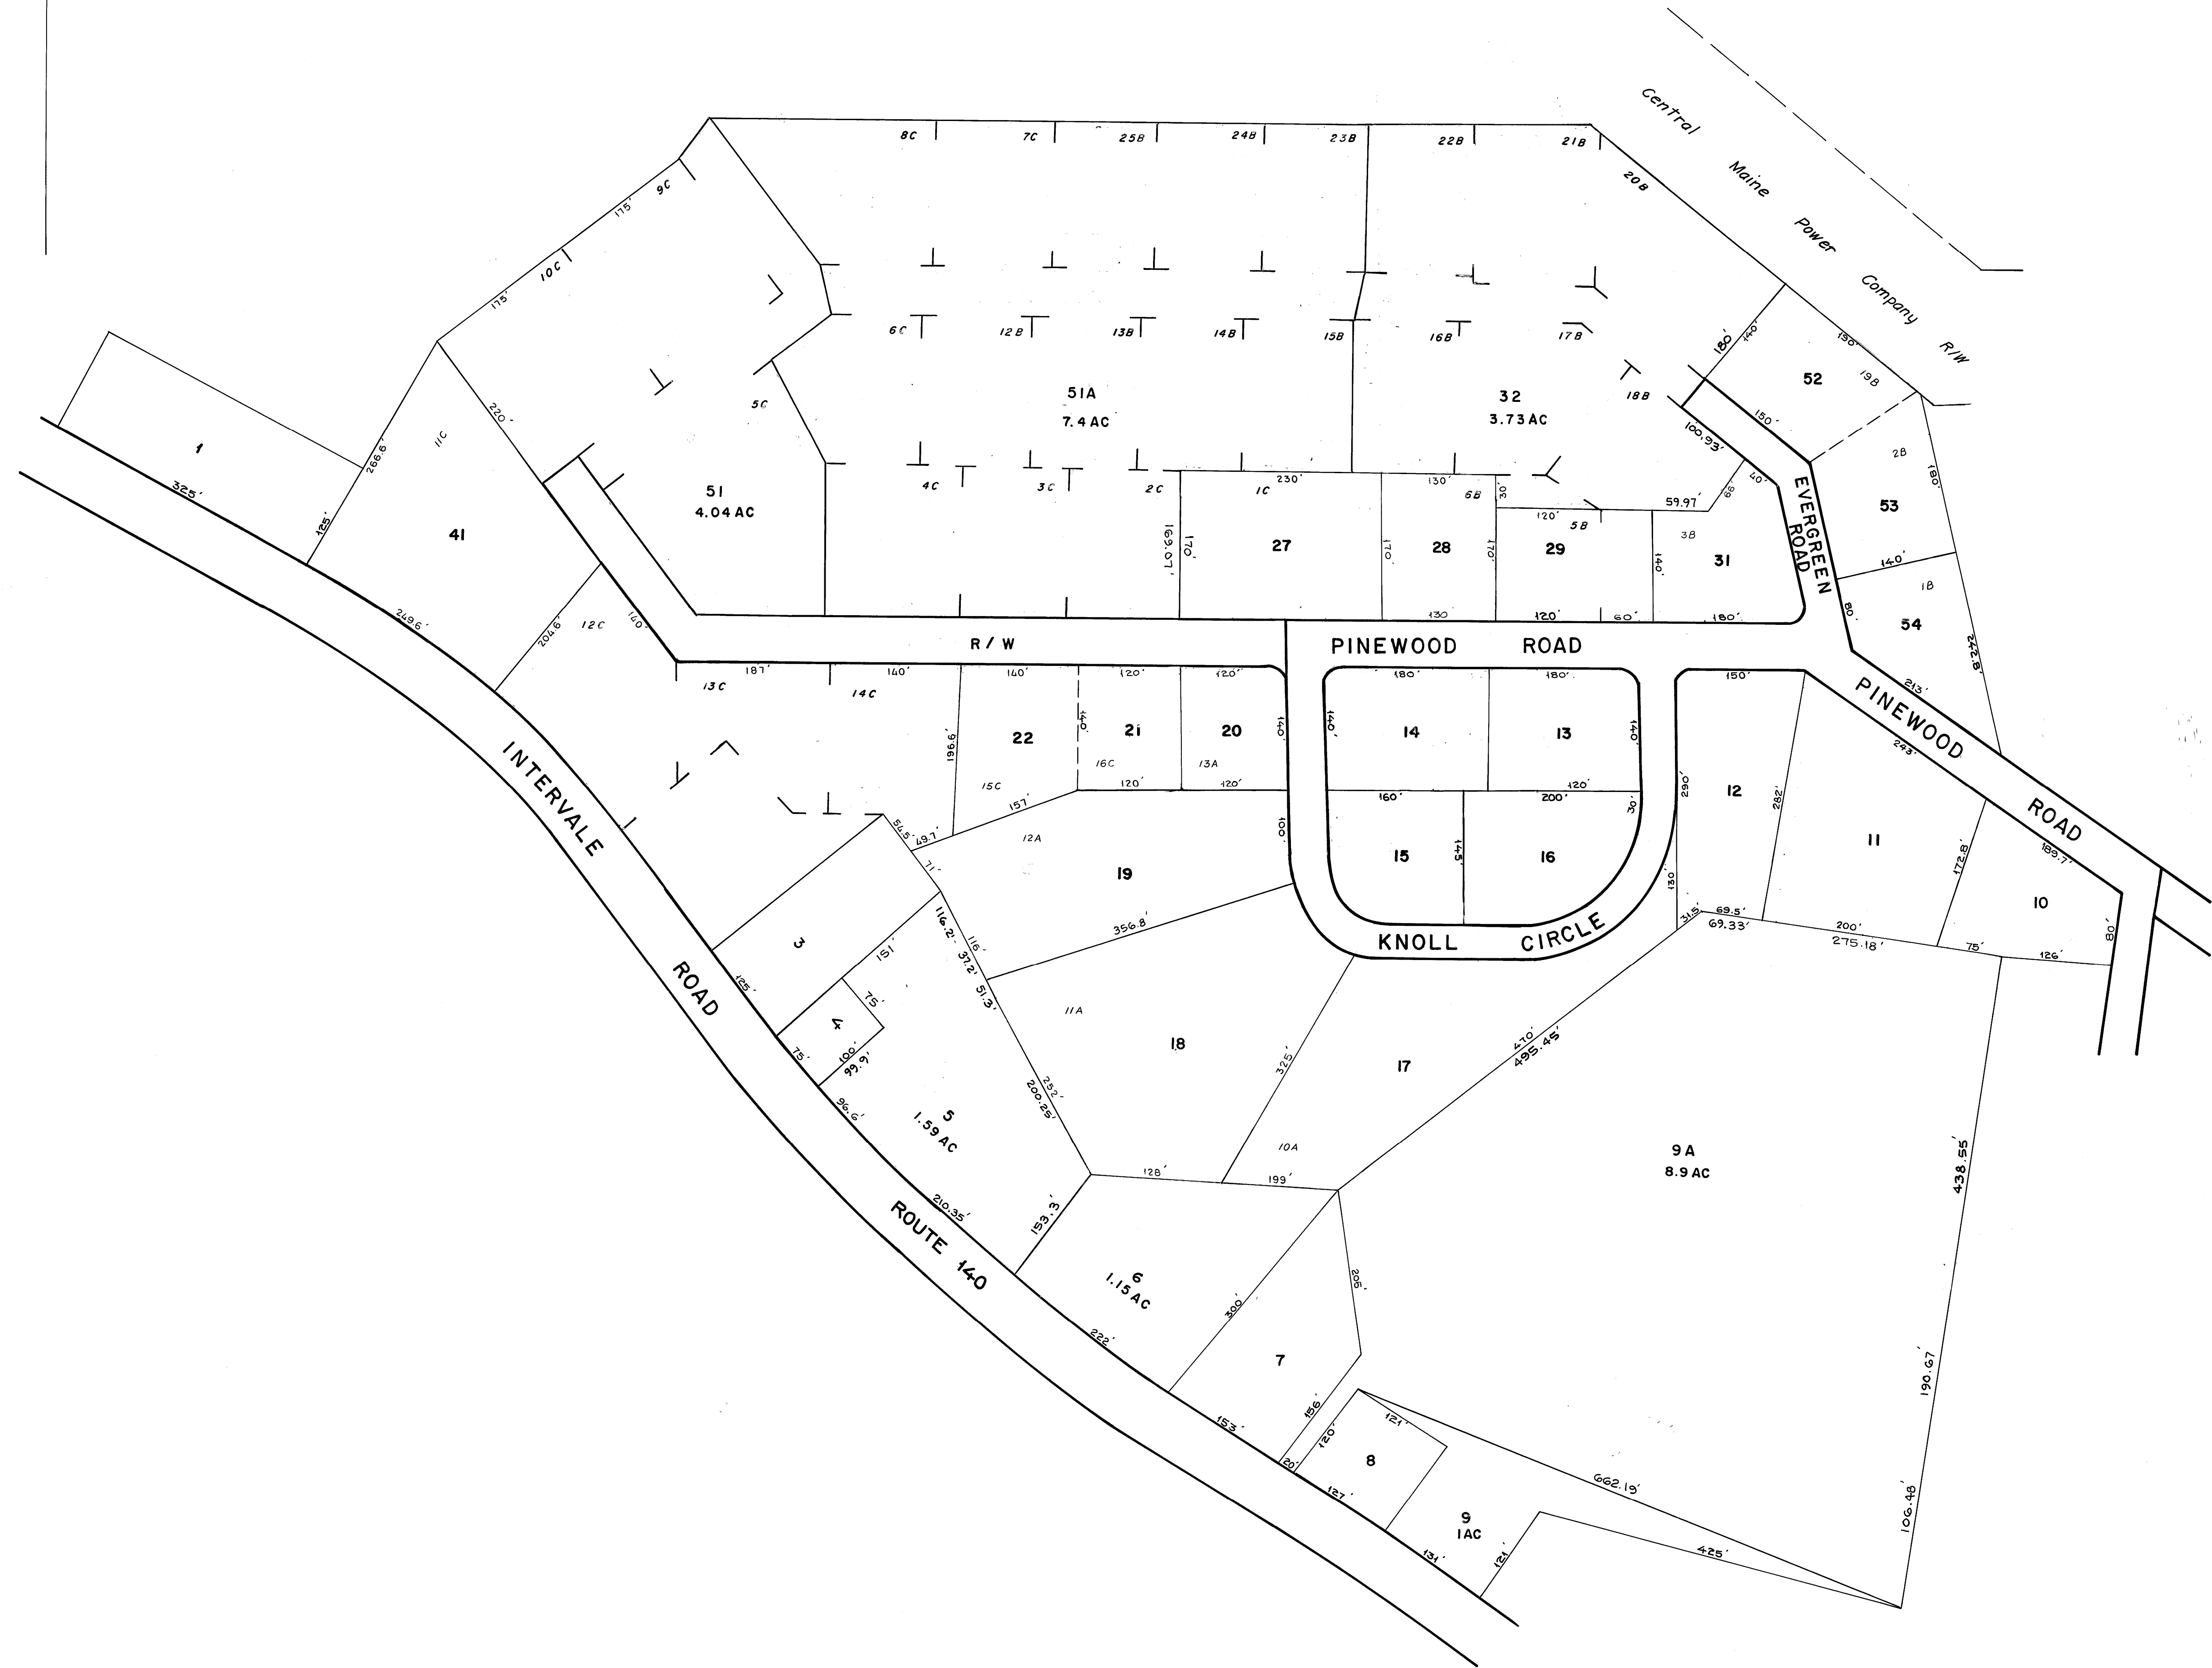 Central
Maine
Power
Company
R/W
8C
7C
25B
24B
23B
22B
21B
20B
9C
175'
10C
175'
6C
12B
13B
14B
15B
16B
17B
18B
180'
140'
190'
52
19B
150'
100.93'
40'
66'
59.97'
220'
11C
266.6'
125'
1
325'
41
249.6'
204.6'
12C
140'
5C
51
4.04 AC
51A
7.4 AC
32
3.73 AC
4C
3C
2C
1C
230'
130'
6B
30'
120'
5B
3B
169.07'
170'
27
170'
28
170'
29
140'
31
130
120'
60'
180'
EVERGREEN
ROAD
2B
180'
53
140'
1B
80'
54
242.8'
213'
R/W
PINEWOOD ROAD
PINEWOOD
ROAD
13C
187'
14C
140'
140'
120'
120'
196.6'
22
140'
21
20
140'
15C
16C
13A
157'
120'
120'
180'
180'
140'
14
13
140'
120'
160'
200'
30'
15
145'
16
KNOLL CIRCLE
150'
290'
12
282'
130'
31.5'
69.5'
69.33'
243'
11
172.8'
189.7'
10
80'
200'
275.18'
75'
126'
54.5'
49.7'
71'
12A
19
100'
356.8'
INTERVALE
ROAD
3
151'
125'
116.2'
116'
37.2'
51.3'
75'
4
75'
100'
99.9'
96.6'
5
1.59 AC
11A
18
252'
200.25'
325'
17
10A
128'
199'
470'
495.45'
9A
8.9 AC
438.55'
190.67'
106.48'
210.35'
ROUTE 140
153.3'
6
1.15 AC
222'
300'
205'
7
156'
153'
20'
120'
121'
8
127'
9
1AC
131'
121'
662.19'
425'